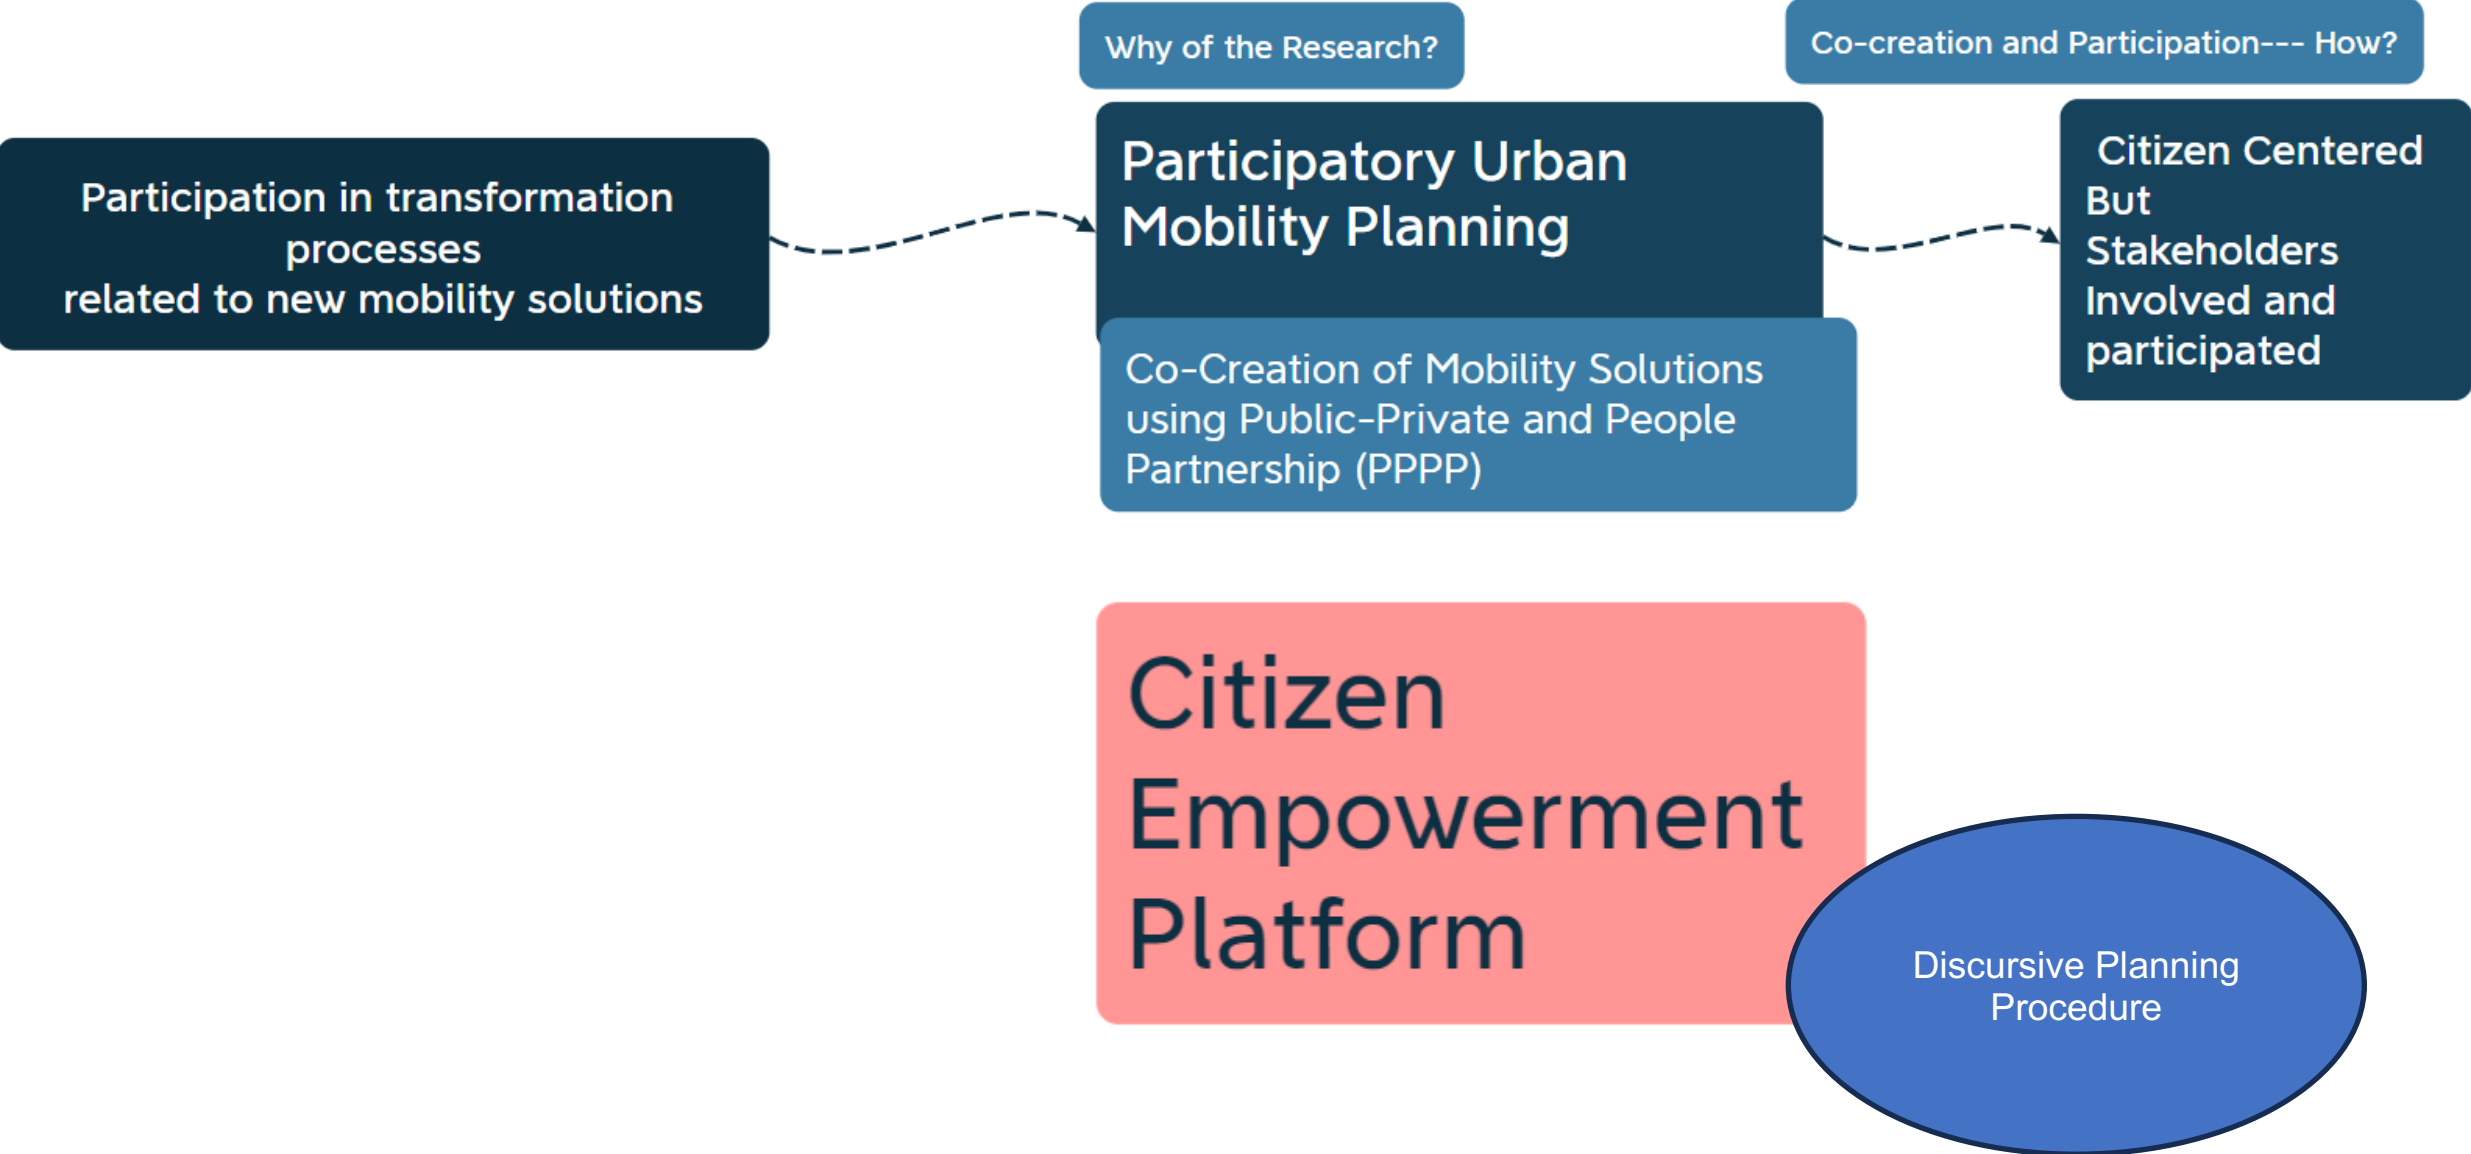 Why of the Research?
Co-creation and Participation--- How?
Participation in transformation
processes
related to new mobility solutions
Participatory Urban
Mobility Planning
Co-Creation of Mobility Solutions
using Public-Private and People
Partnership (PPPP)
Citizen Centered
But
Stakeholders
Involved and
participated
Citizen
Empowerment
Platform
Discursive Planning
Procedure